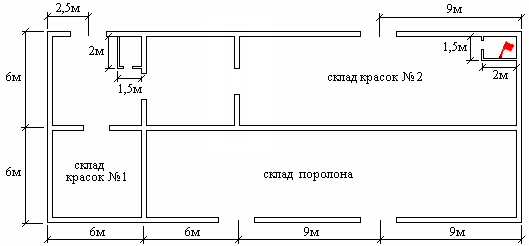 2,5м
9м
2м
1,5м
1,5м
2м
6м
склад красок №2
6м
склад
красок №1
склад поролона
6м
6м
9м
9м